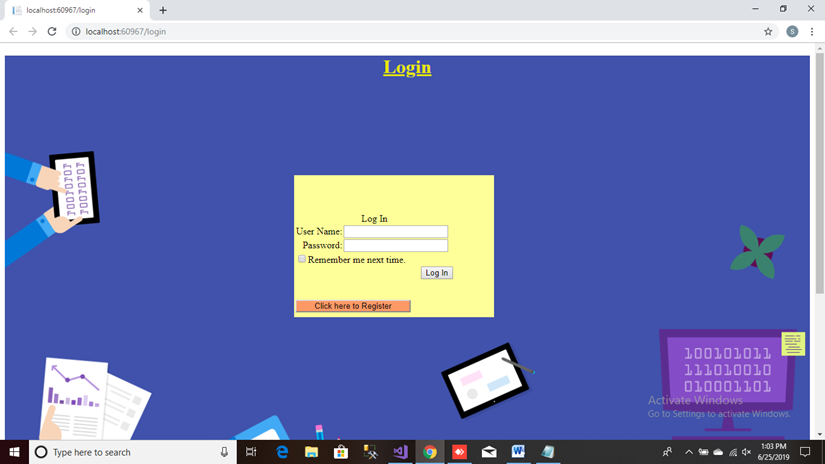 localhost:60967/login
localhost:60967/login
Login
Log In
User Name:
Password:
Remember me next time.
Log In
Click here to Register
100101011
111010010
010001101
Activate Windows
Go to Settings to activate Windows.
Type here to search
1:03 PM
6/25/2019